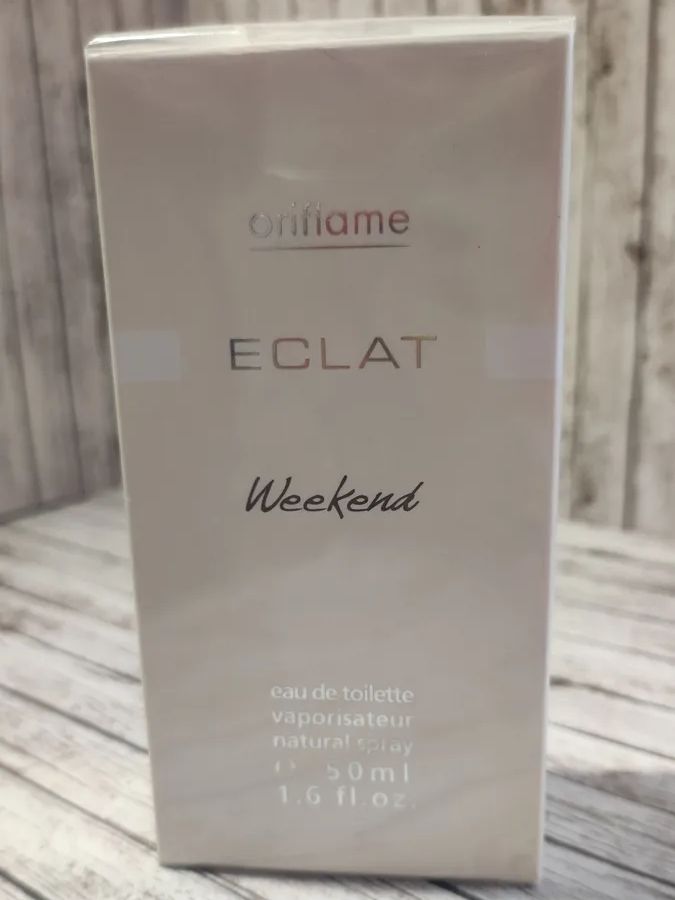 oriflame
ECLAT
Weekend
eau de toilette
vaporisateur
natural spray
50ml
1.6 fl.oz.